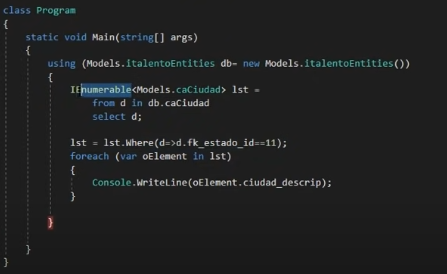 class Program
{
static void Main(string[] args)
{
using (Models.italentoEntities db= new Models.italentoEntities())
{
IEnumerable<Models.caCiudad> lst =
from d in db.caCiudad
select d;
lst = lst.Where(d=>d.fk_estado_id==11);
foreach (var oElement in lst)
{
Console.WriteLine(oElement.ciudad_descrip);
}
}
}
}